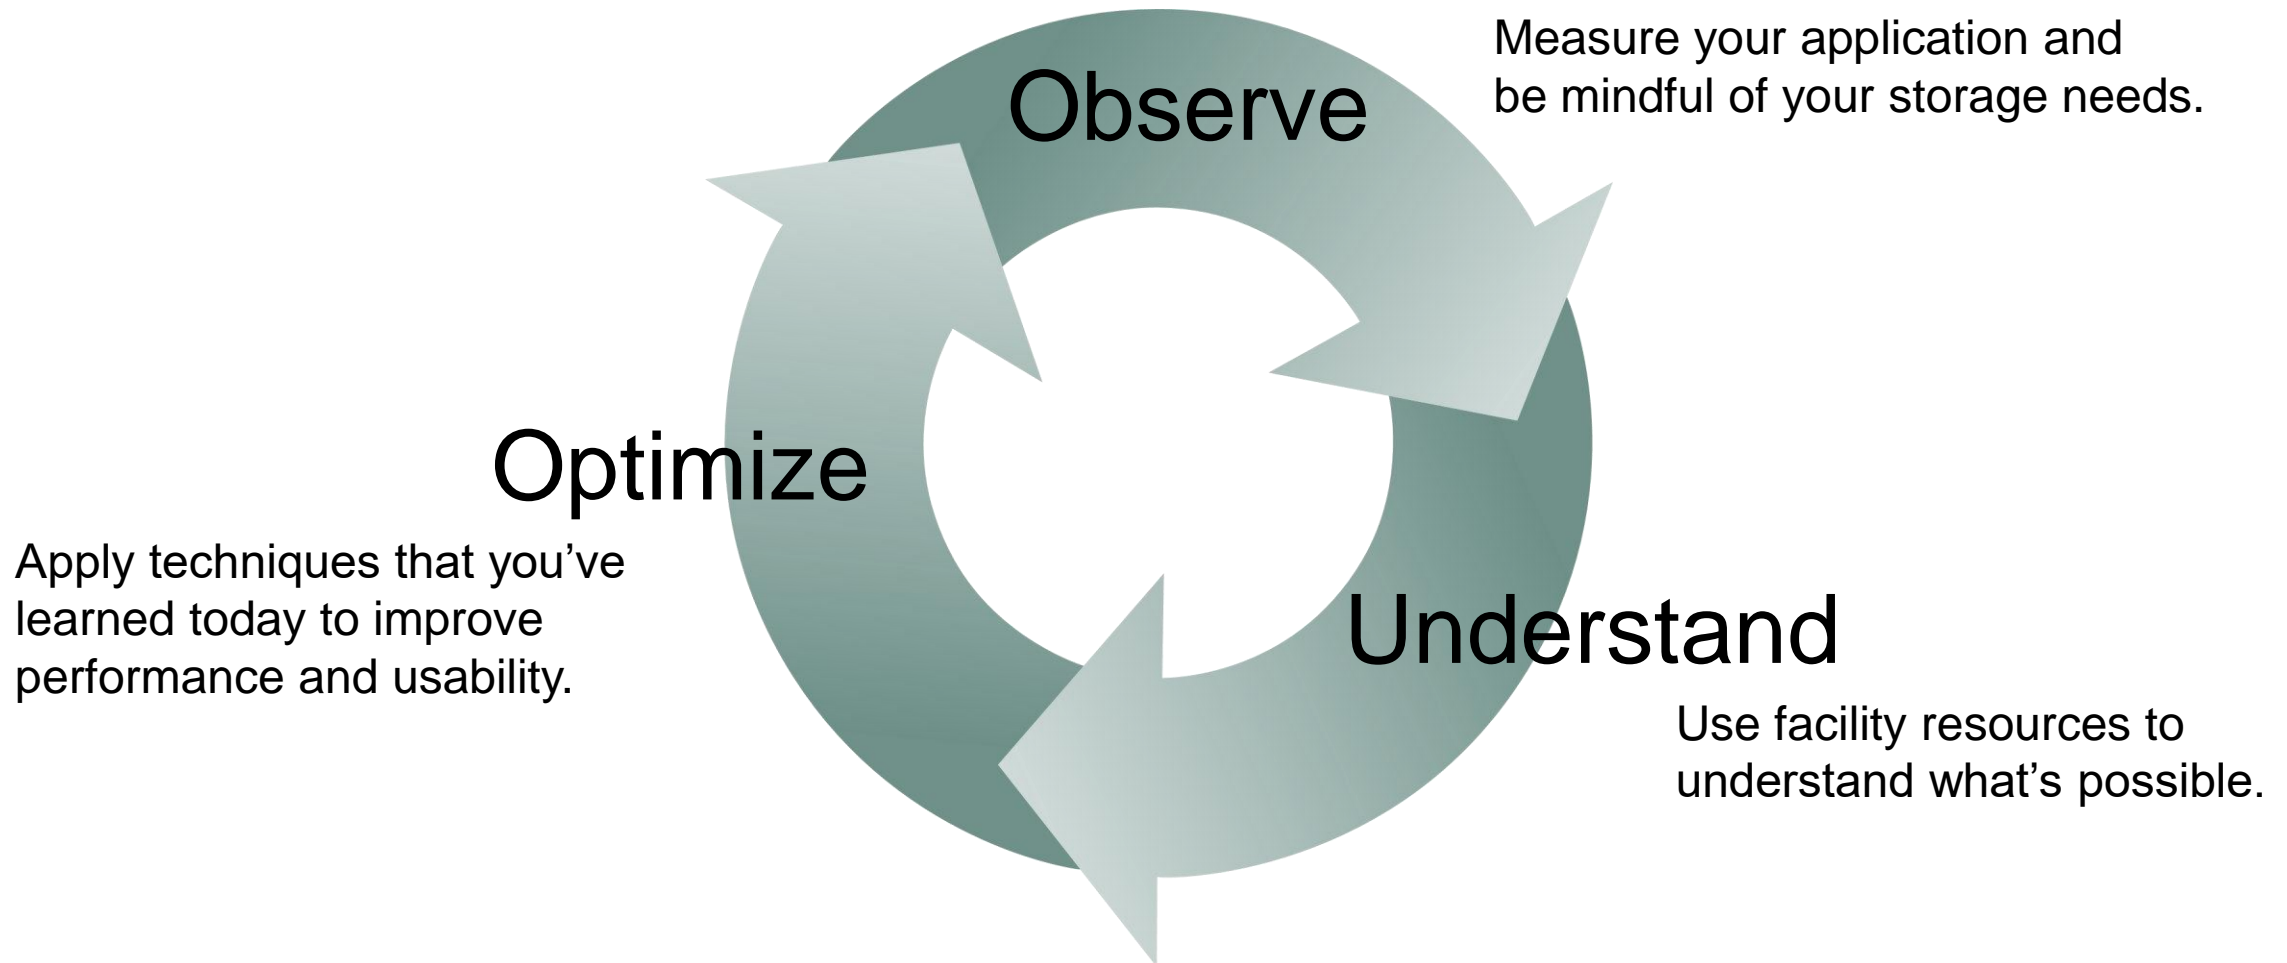 Observe
Measure your application and
be mindful of your storage needs.
Understand
Use facility resources to
understand what's possible.
Optimize
Apply techniques that you’ve
learned today to improve
performance and usability.